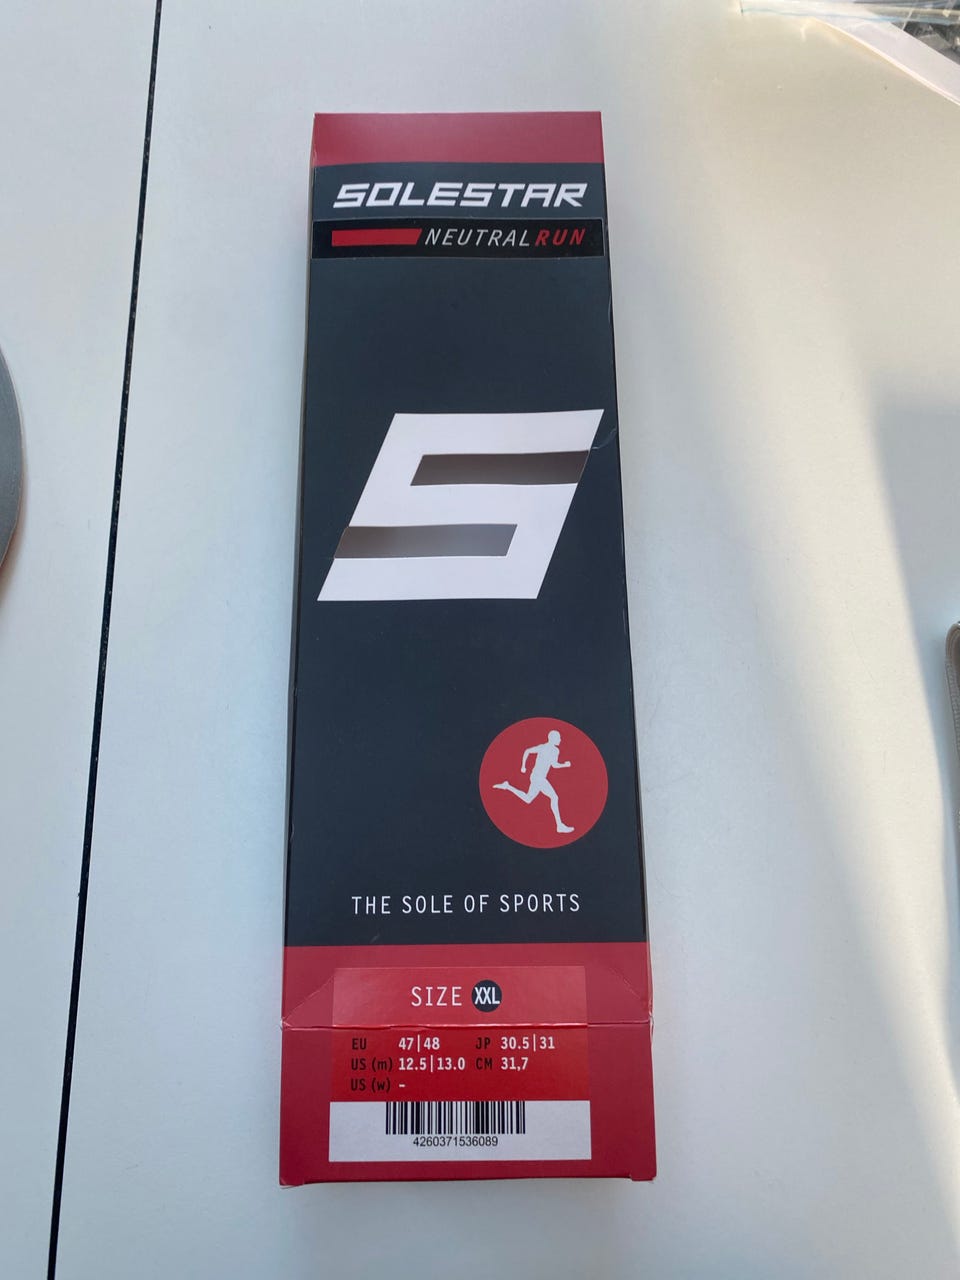 SOLESTAR
NEUTRALRUN
THE SOLE OF SPORTS
SIZE XXL
EU 47|48 JP 30.5|31
US (m) 12.5|13.0 CM 31,7
US (w) -
4260371536089